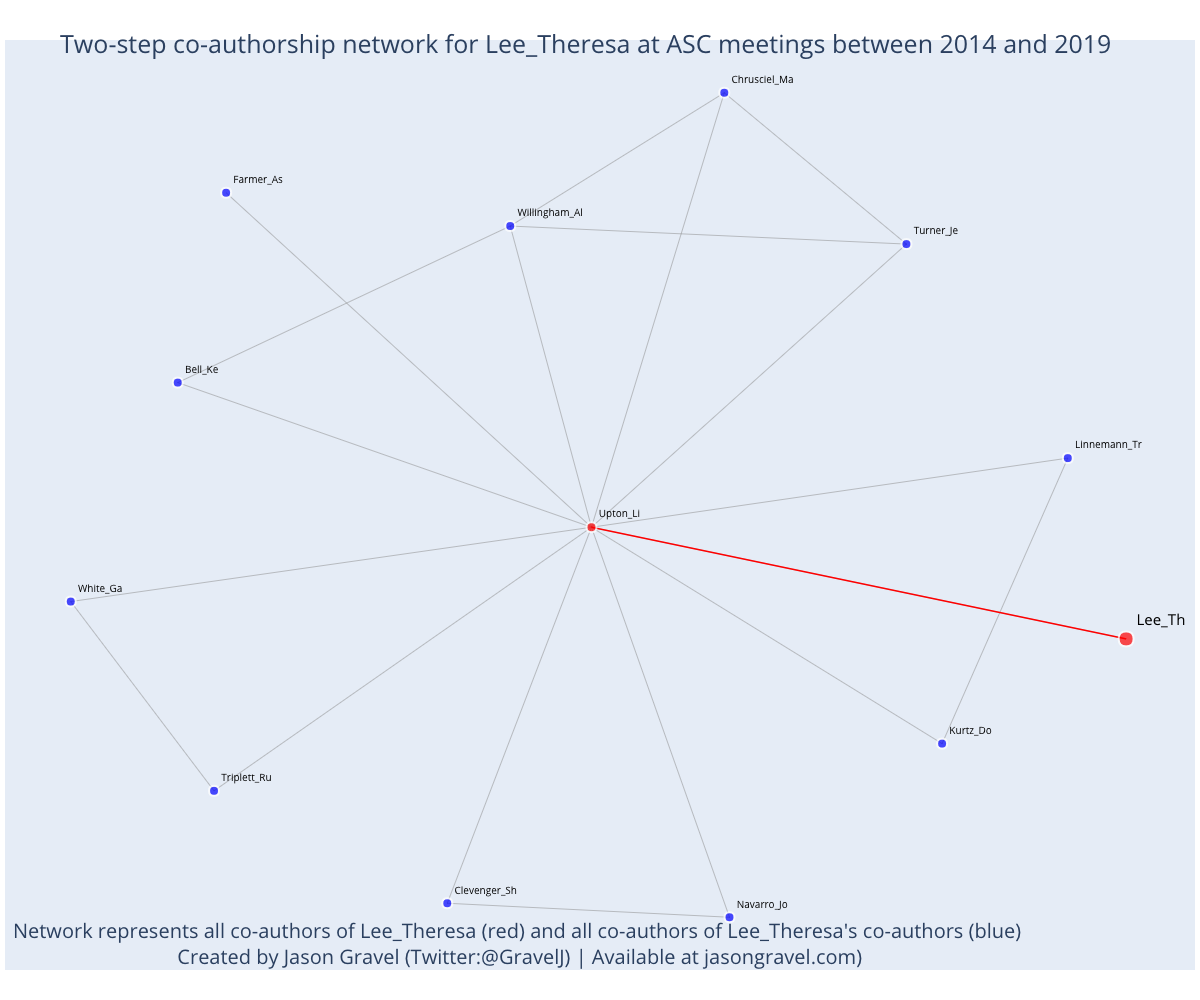 Two-step co-authorship network for Lee_Theresa at ASC meetings between 2014 and 2019
Chrusciel_Ma
Farmer_As
Willingham_Al
Turner_Je
Bell_Ke
Linnemann_Tr
Upton_Li
White_Ga
Lee_Th
Kurtz_Do
Triplett_Ru
Clevenger_Sh
Navarro_Jo
Network represents all co-authors of Lee_Theresa (red) and all co-authors of Lee_Theresa's co-authors (blue)
Created by Jason Gravel (Twitter:@GravelJ) | Available at jasongravel.com)